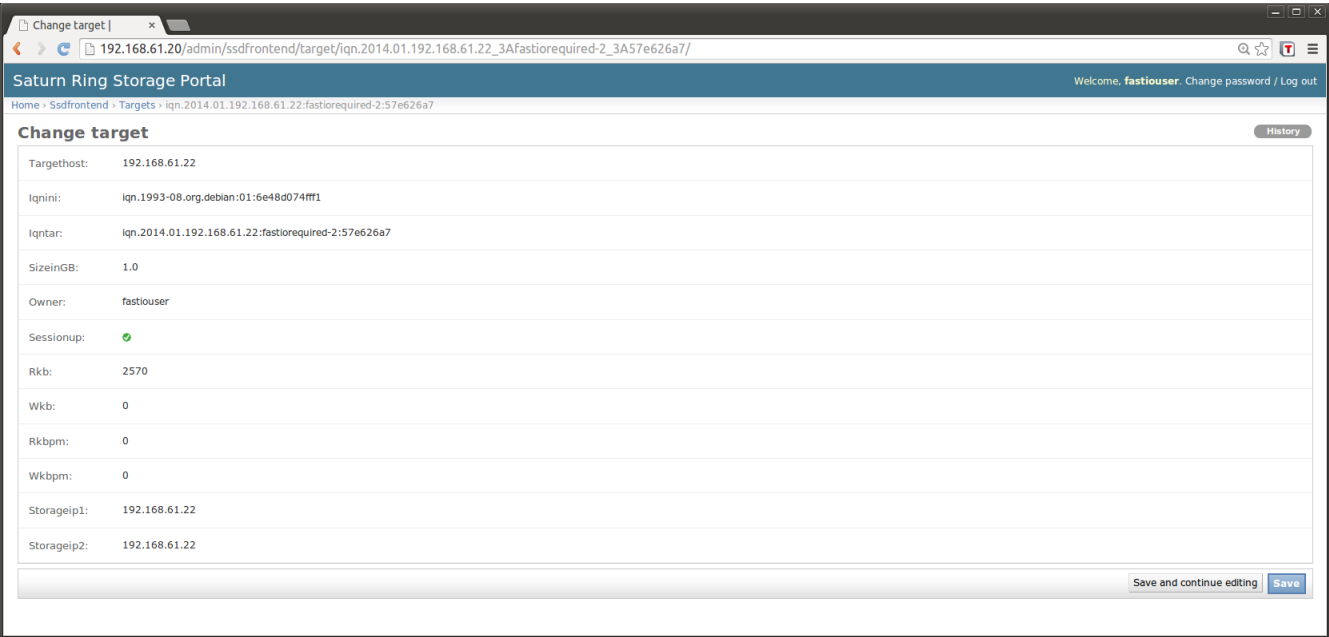 Change target |
192.168.61.20/admin/ssdfrontend/target/iqn.2014.01.192.168.61.22_3Afastiorequired-2_3A57e626a7/
Saturn Ring Storage Portal Welcome, fastiouser. Change password / Log out
Home › Ssdfrontend › Targets › iqn.2014.01.192.168.61.22:fastiorequired-2:57e626a7
Change target History
Targethost: 192.168.61.22
Iqnini: iqn.1993-08.org.debian:01:6e48d074fff1
Iqntar: iqn.2014.01.192.168.61.22:fastiorequired-2:57e626a7
SizeinGB: 1.0
Owner: fastiouser
Sessionup:
Rkb: 2570
Wkb: 0
Rkbpm: 0
Wkbpm: 0
Storageip1: 192.168.61.22
Storageip2: 192.168.61.22
Save and continue editing Save